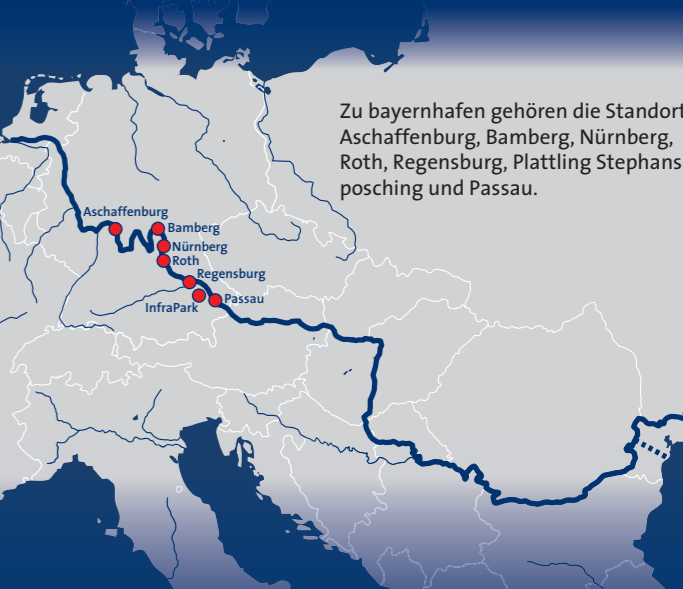 Zu bayernhafen gehören die Standort
Aschaffenburg, Bamberg, Nürnberg,
Roth, Regensburg, Plattling Stephans
posching und Passau.
Aschaffenburg
Bamberg
Nürnberg
Roth
Regensburg
InfraPark
Passau